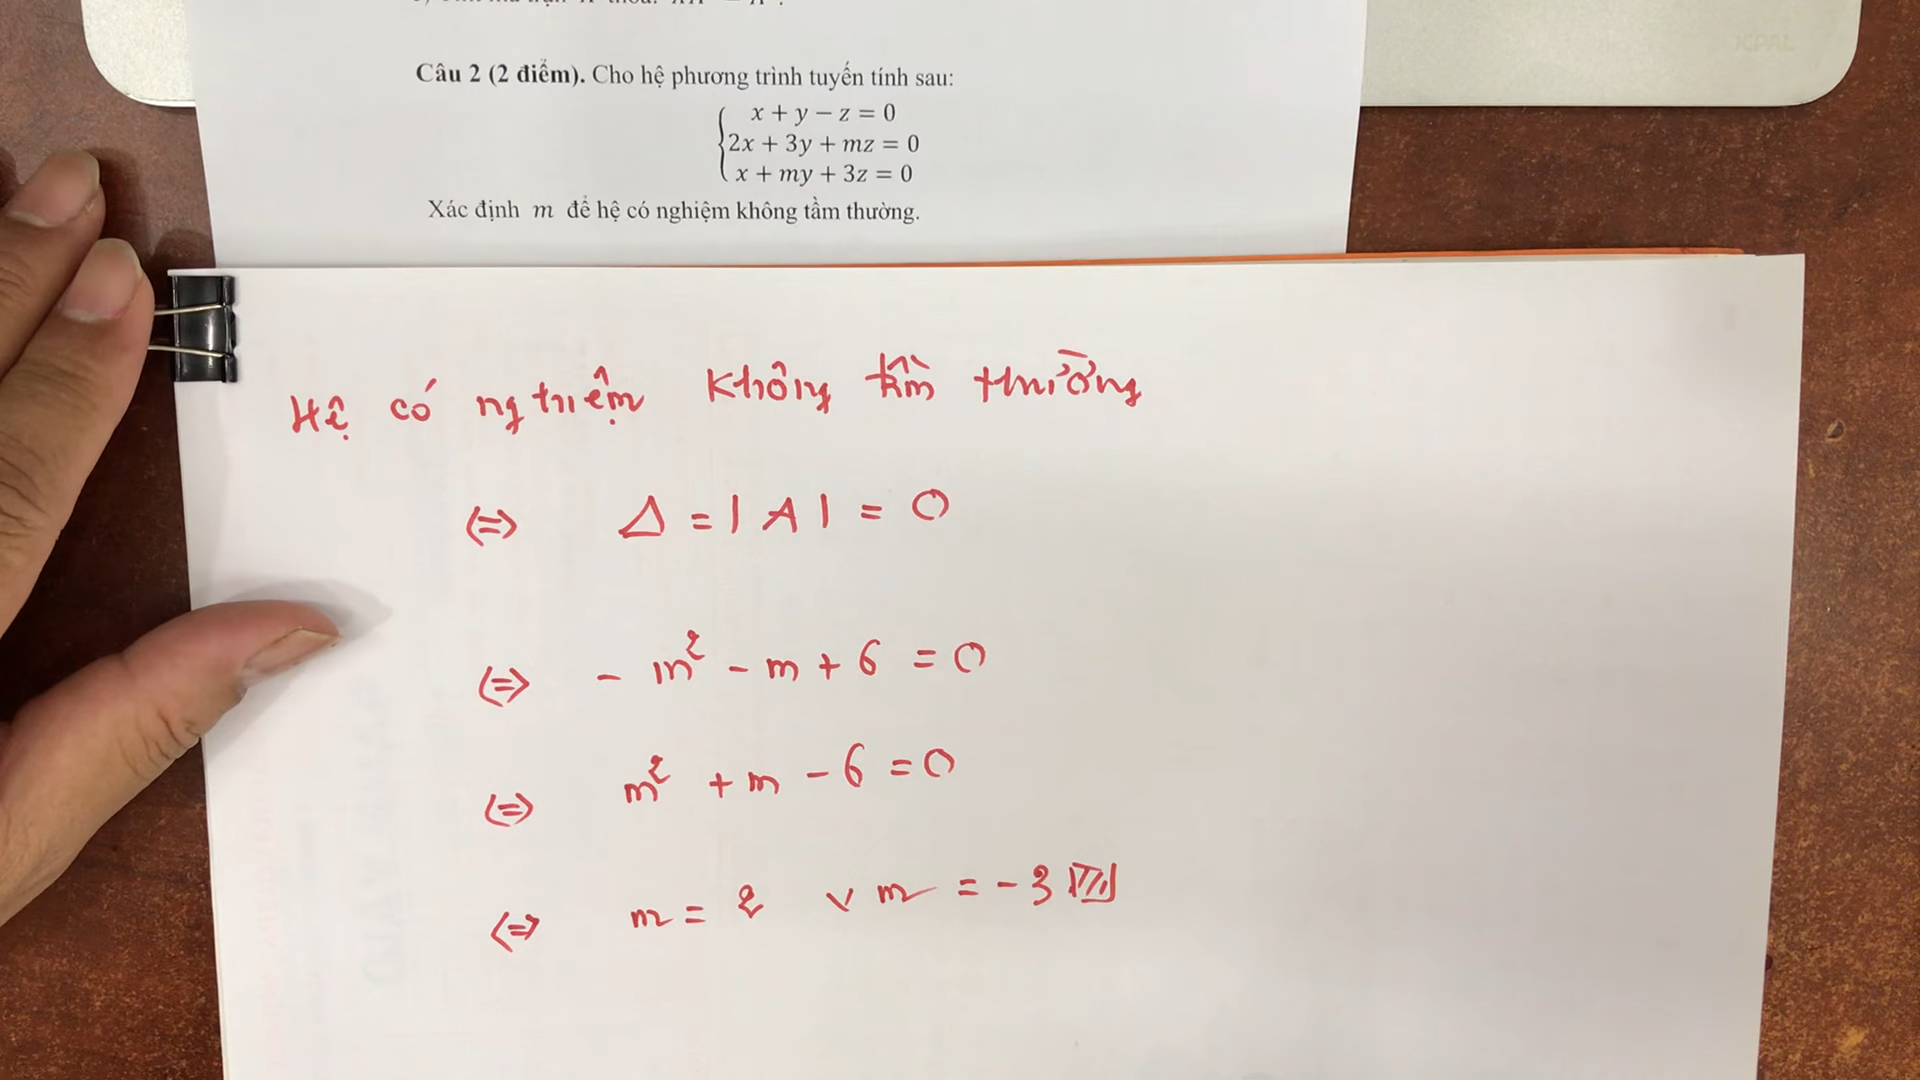 Câu 2 (2 điểm). Cho hệ phương trình tuyến tính sau:
x + y − z = 0
2x + 3y + mz = 0
x + my + 3z = 0
Xác định m để hệ có nghiệm không tầm thường.
Hệ có nghiệm không tầm thường
⇔ Δ = |A| = 0
⇔ - m² - m + 6 = 0
⇔ m² + m - 6 = 0
⇔ m = 2 ∨ m = -3